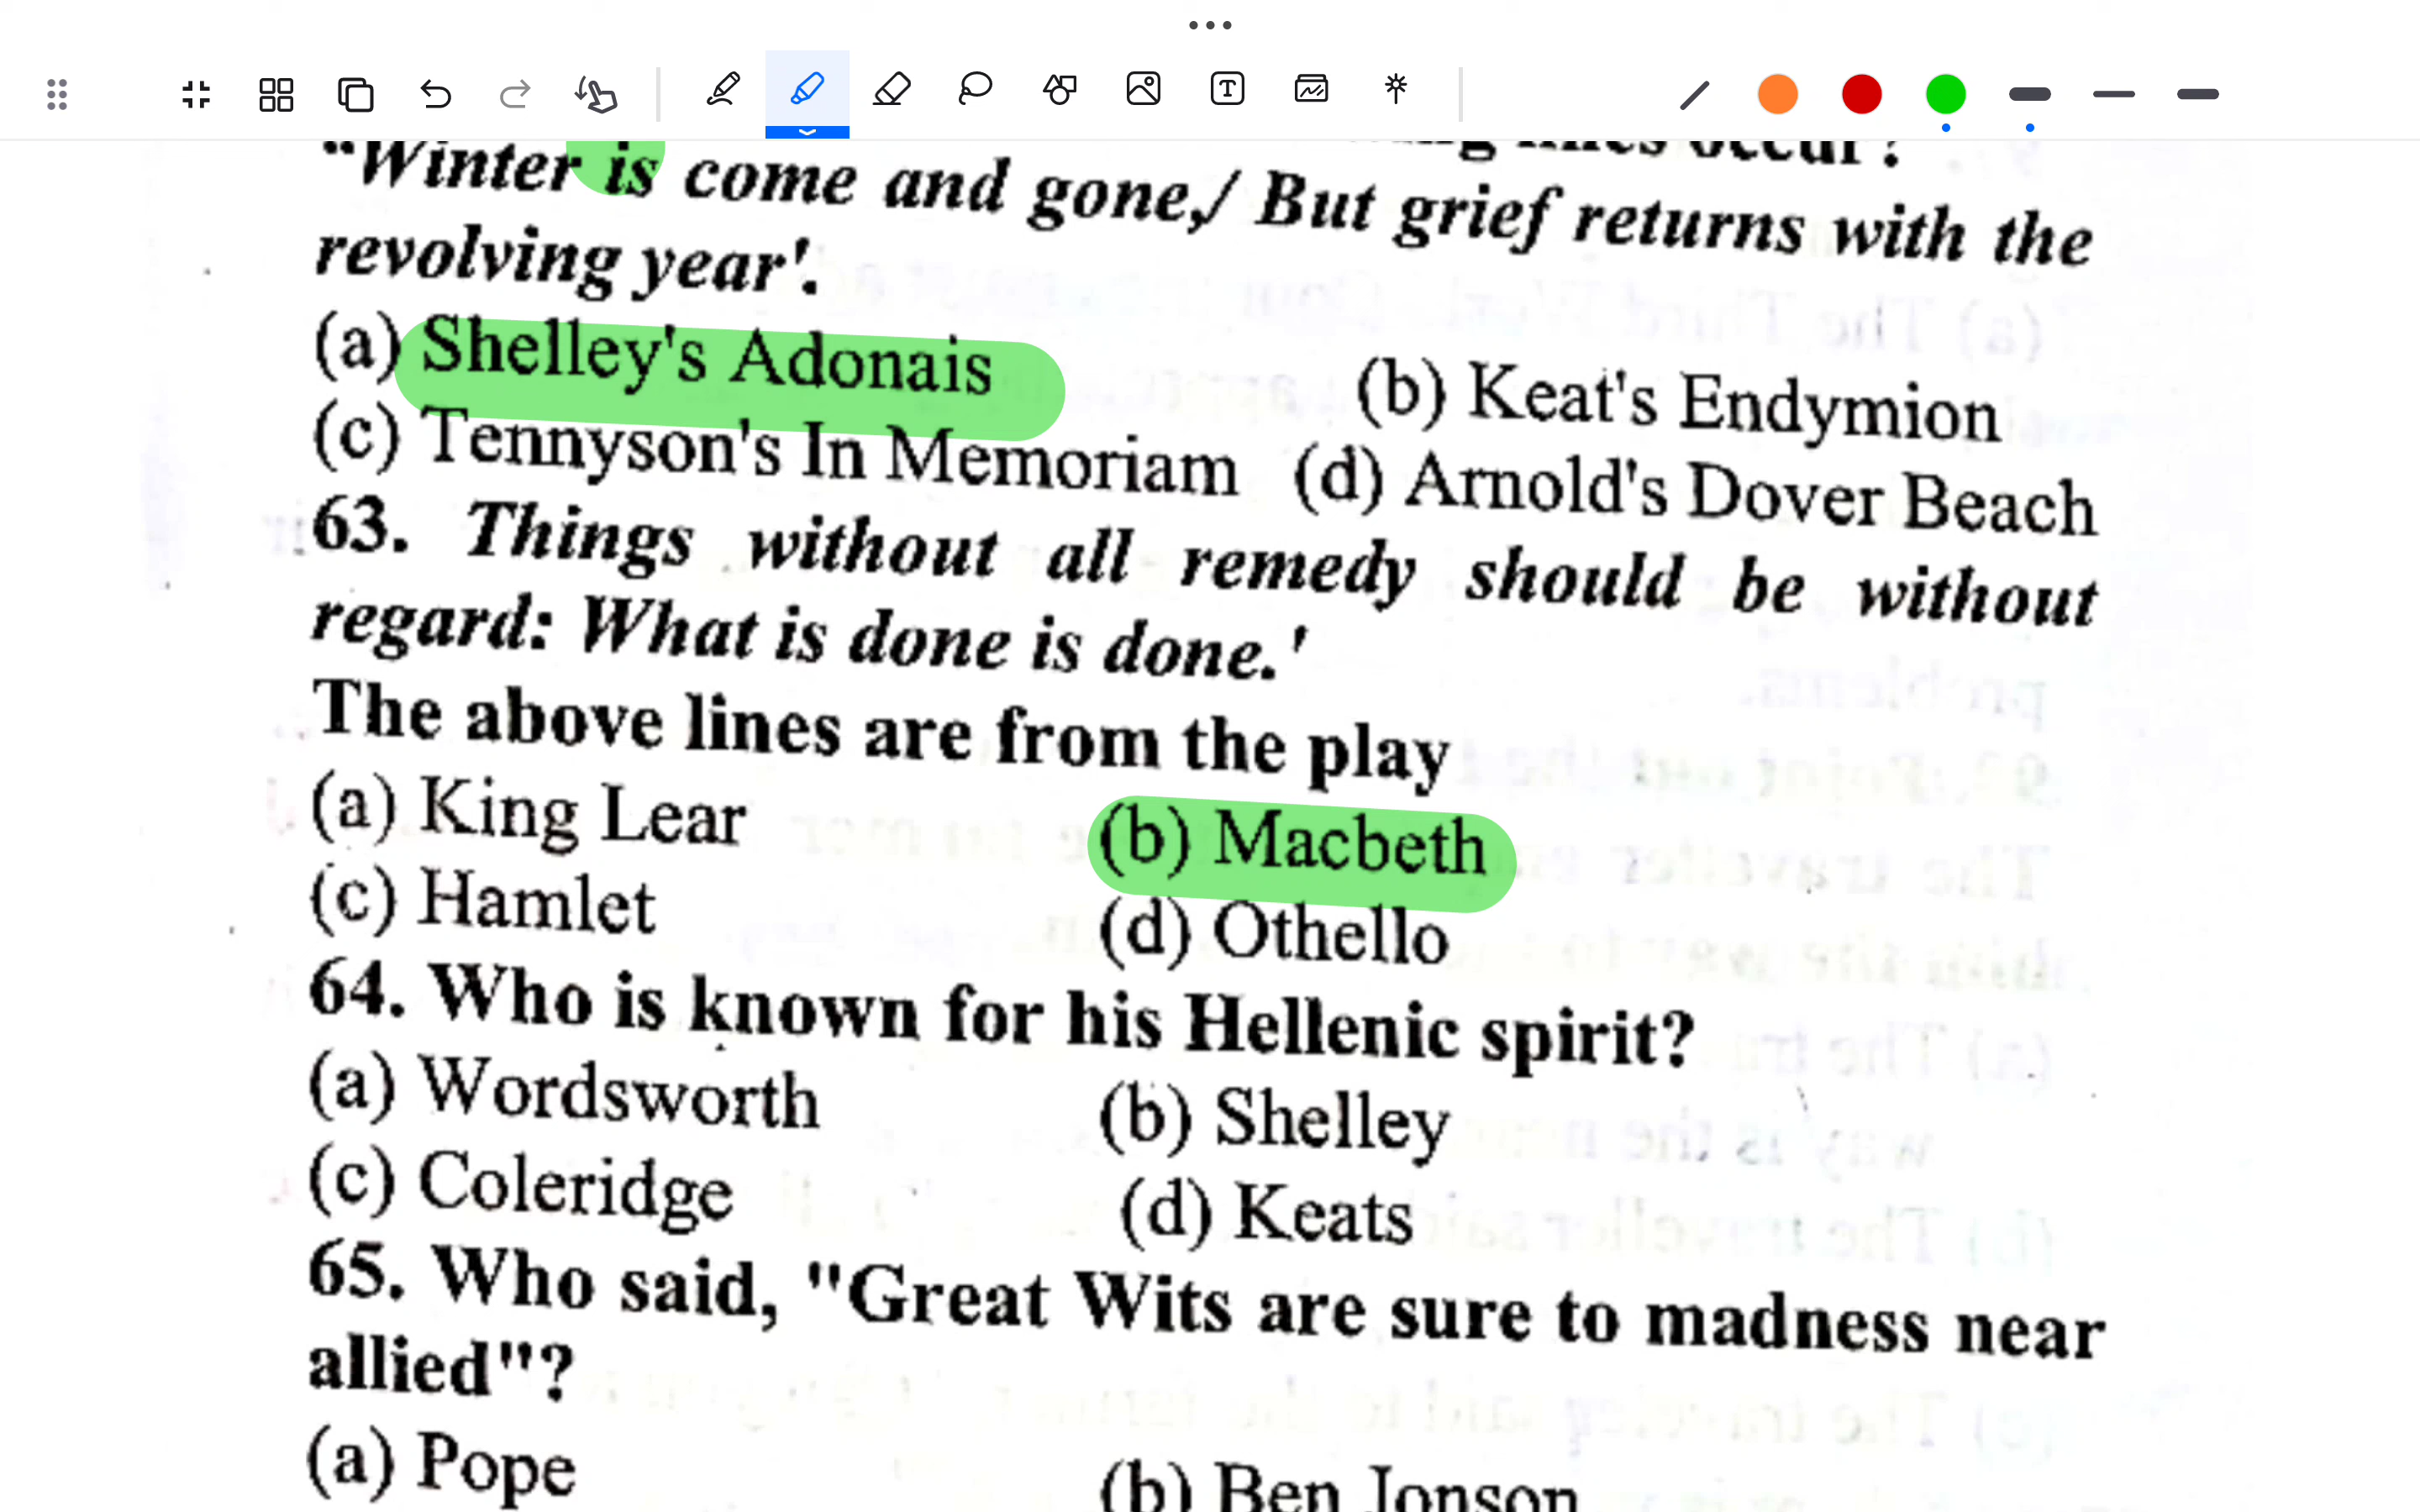 lines occur?
"Winter is come and gone,/ But grief returns with the
revolving year'.
(a) Shelley's Adonais (b) Keat's Endymion
(c) Tennyson's In Memoriam (d) Arnold's Dover Beach
63. Things without all remedy should be without
regard: What is done is done.'
The above lines are from the play
(a) King Lear (b) Macbeth
(c) Hamlet (d) Othello
64. Who is known for his Hellenic spirit?
(a) Wordsworth (b) Shelley
(c) Coleridge (d) Keats
65. Who said, "Great Wits are sure to madness near
allied"?
(a) Pope (b) Ben Jonson